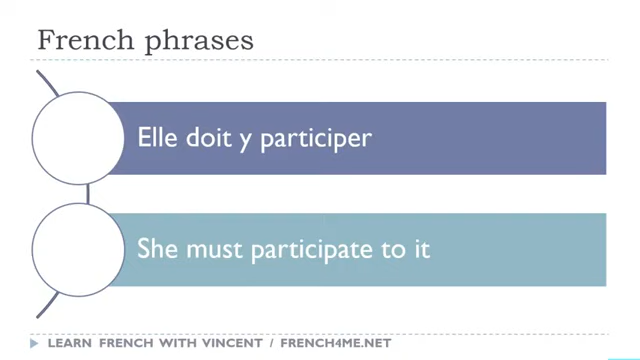 French phrases
Elle doit y participer
She must participate to it
LEARN FRENCH WITH VINCENT / FRENCH4ME.NET